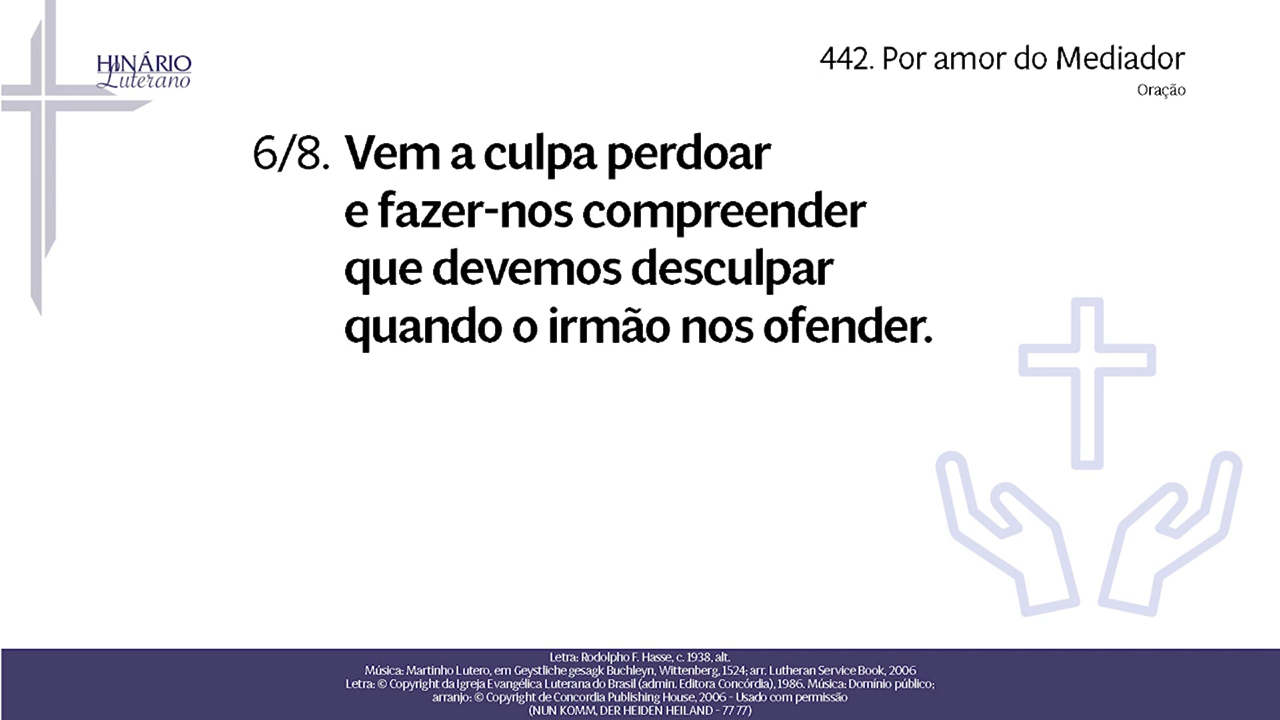 HINÁRIO
Luterano
442. Por amor do Mediador
Oração
6/8. Vem a culpa perdoar
e fazer-nos compreender
que devemos desculpar
quando o irmão nos ofender.
Letra: Rodolpho F. Hasse, c. 1938, alt.
Música: Martinho Lutero, em Geystliche gesagk Buchleyn, Wittenberg, 1524; arr. Lutheran Service Book, 2006
Letra: © Copyright da Igreja Evangélica Luterana do Brasil (admin. Editora Concórdia), 1986. Música: Domínio público;
arranjo: © Copyright de Concordia Publishing House, 2006 - Usado com permissão
(NUN KOMM, DER HEIDEN HEILAND - 77 77)